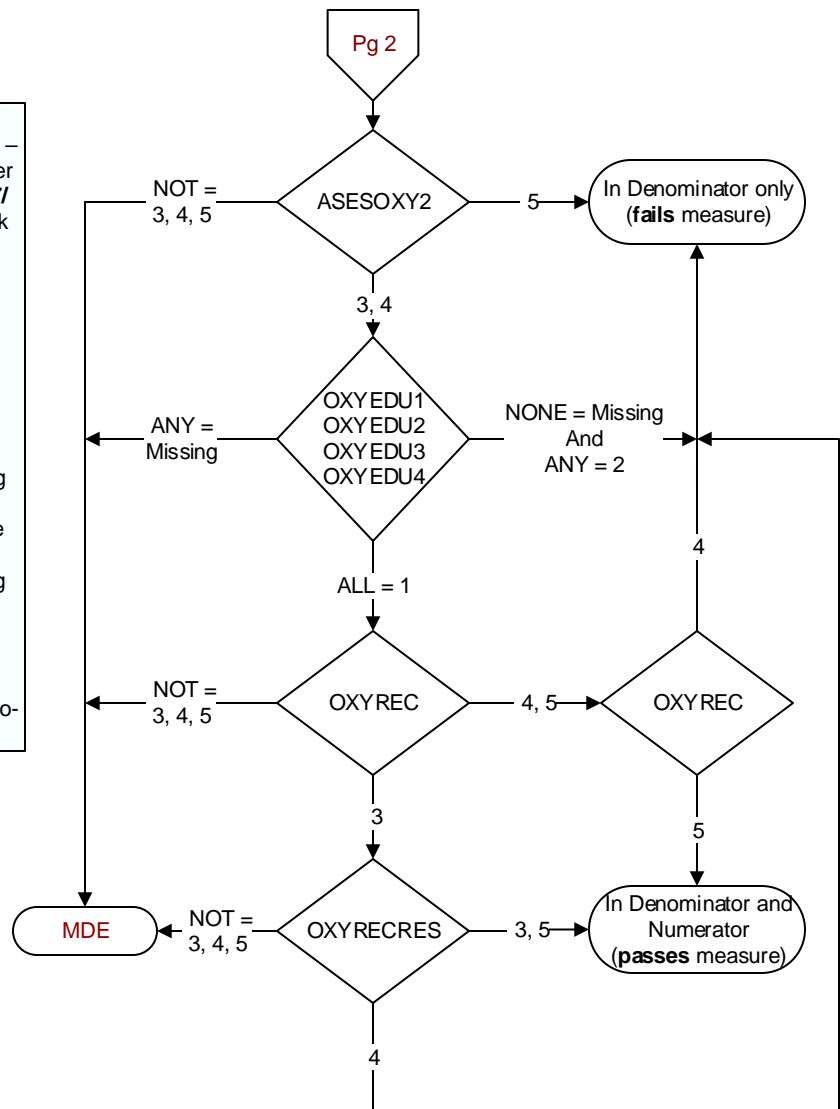 Pg 2
–
er
k
g
e
g
o-
NOT =
3, 4, 5
ASESOXY2
5
In Denominator only
(fails measure)
3, 4
ANY =
Missing
OXYEDU1
OXYEDU2
OXYEDU3
OXYEDU4
NONE = Missing
And
ANY = 2
4
ALL = 1
NOT =
3, 4, 5
OXYREC
4, 5
OXYREC
3
5
MDE
NOT =
3, 4, 5
OXYRECRES
3, 5
In Denominator and
Numerator
(passes measure)
4